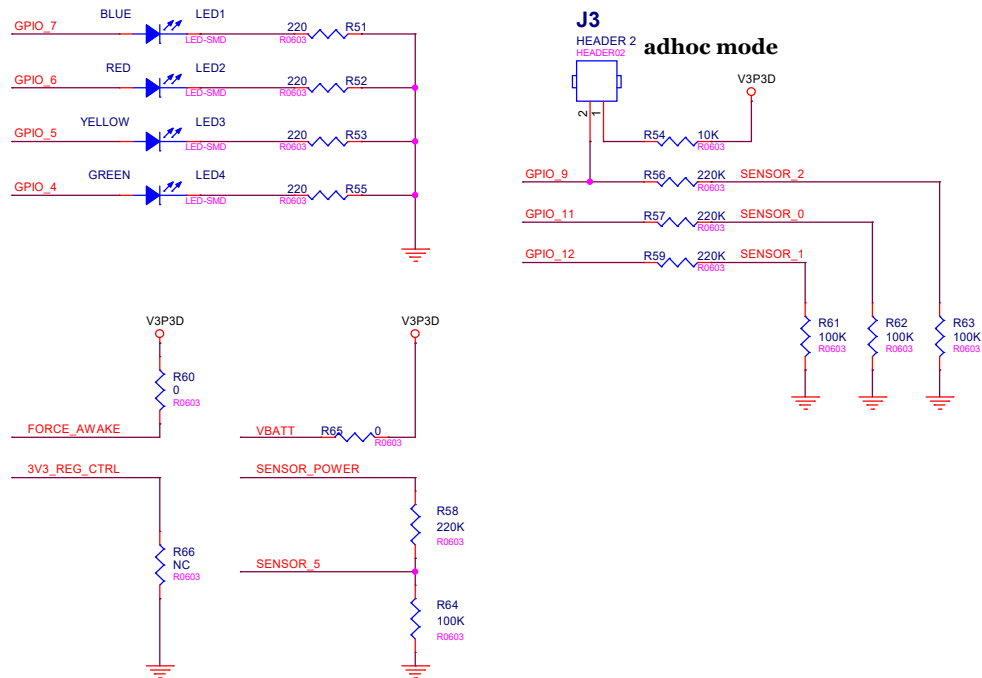 BLUE
LED1
GPIO_7
220
R51
LED-SMD
R0603
RED
LED2
GPIO_6
220
R52
LED-SMD
R0603
YELLOW
LED3
GPIO_5
220
R53
LED-SMD
R0603
GREEN
LED4
GPIO_4
220
R55
LED-SMD
R0603
J3
HEADER 2
adhoc mode
HEADER02
V3P3D
2
1
R54
10K
R0603
GPIO_9
R56
220K
SENSOR_2
R0603
GPIO_11
R57
220K
SENSOR_0
R0603
GPIO_12
R59
220K
SENSOR_1
R0603
R61
100K
R0603
R62
100K
R0603
R63
100K
R0603
V3P3D
R60
0
R0603
FORCE_AWAKE
3V3_REG_CTRL
R66
NC
R0603
V3P3D
VBATT
R65
0
R0603
SENSOR_POWER
R58
220K
R0603
SENSOR_5
R64
100K
R0603